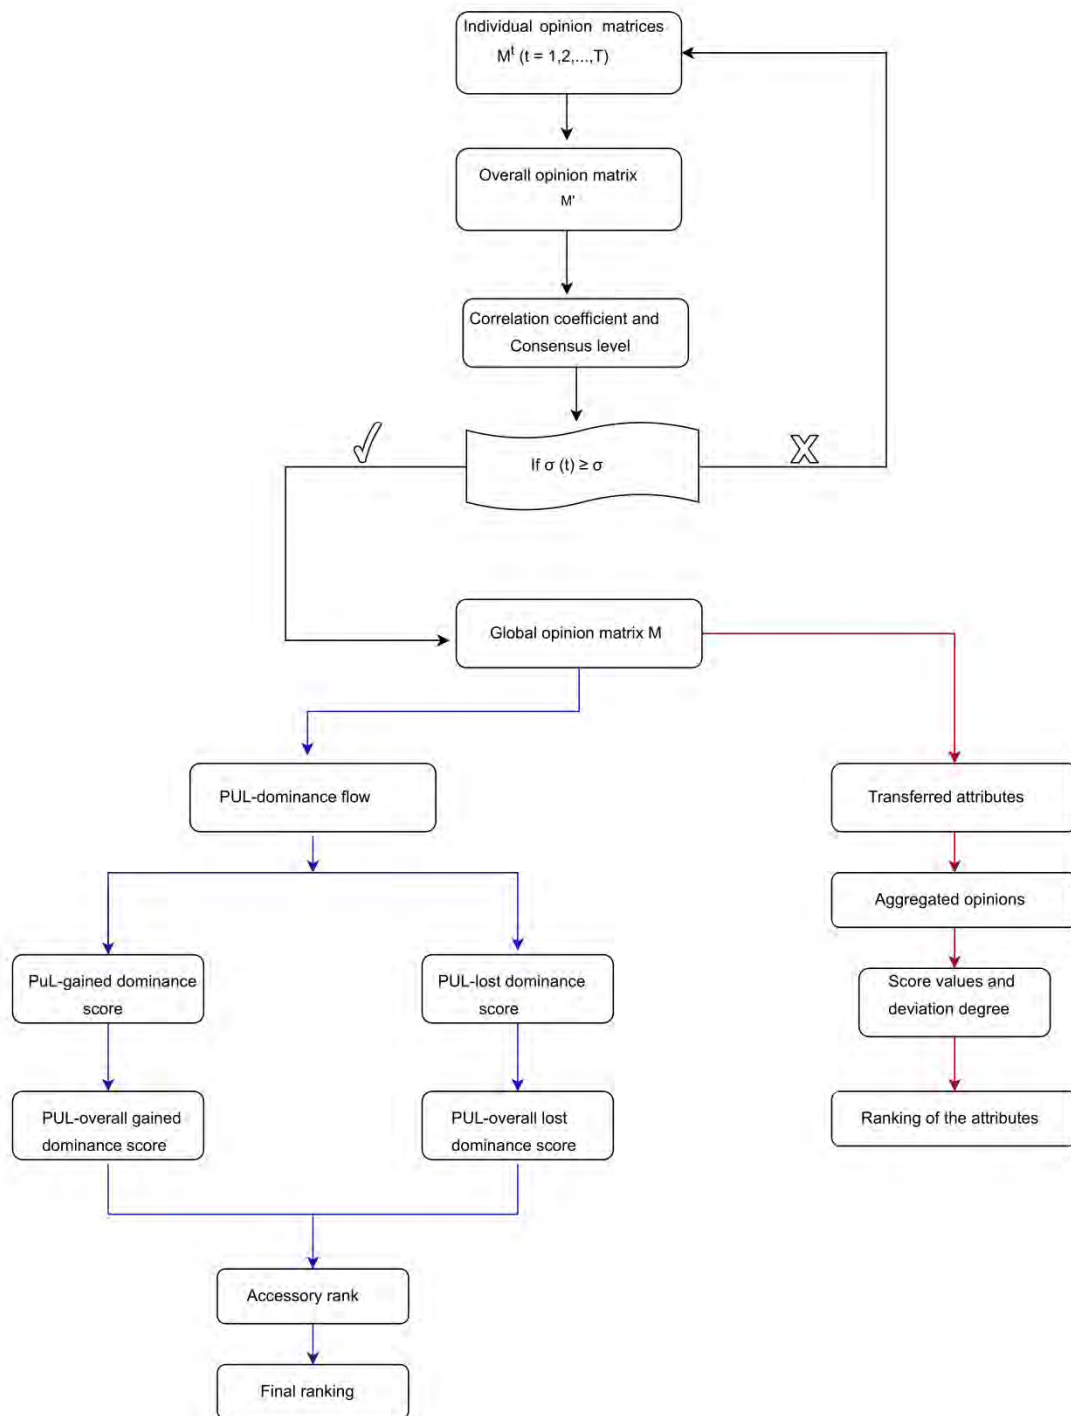 Individual opinion matrices
Mᵗ (t = 1,2,...,T)
Overall opinion matrix
M'
Correlation coefficient and
Consensus level
If σ (t) ≥ σ
Global opinion matrix M
PUL-dominance flow
Transferred attributes
Aggregated opinions
PuL-gained dominance
score
PUL-lost dominance
score
Score values and
deviation degree
PUL-overall gained
dominance score
PUL-overall lost
dominance score
Ranking of the attributes
Accessory rank
Final ranking